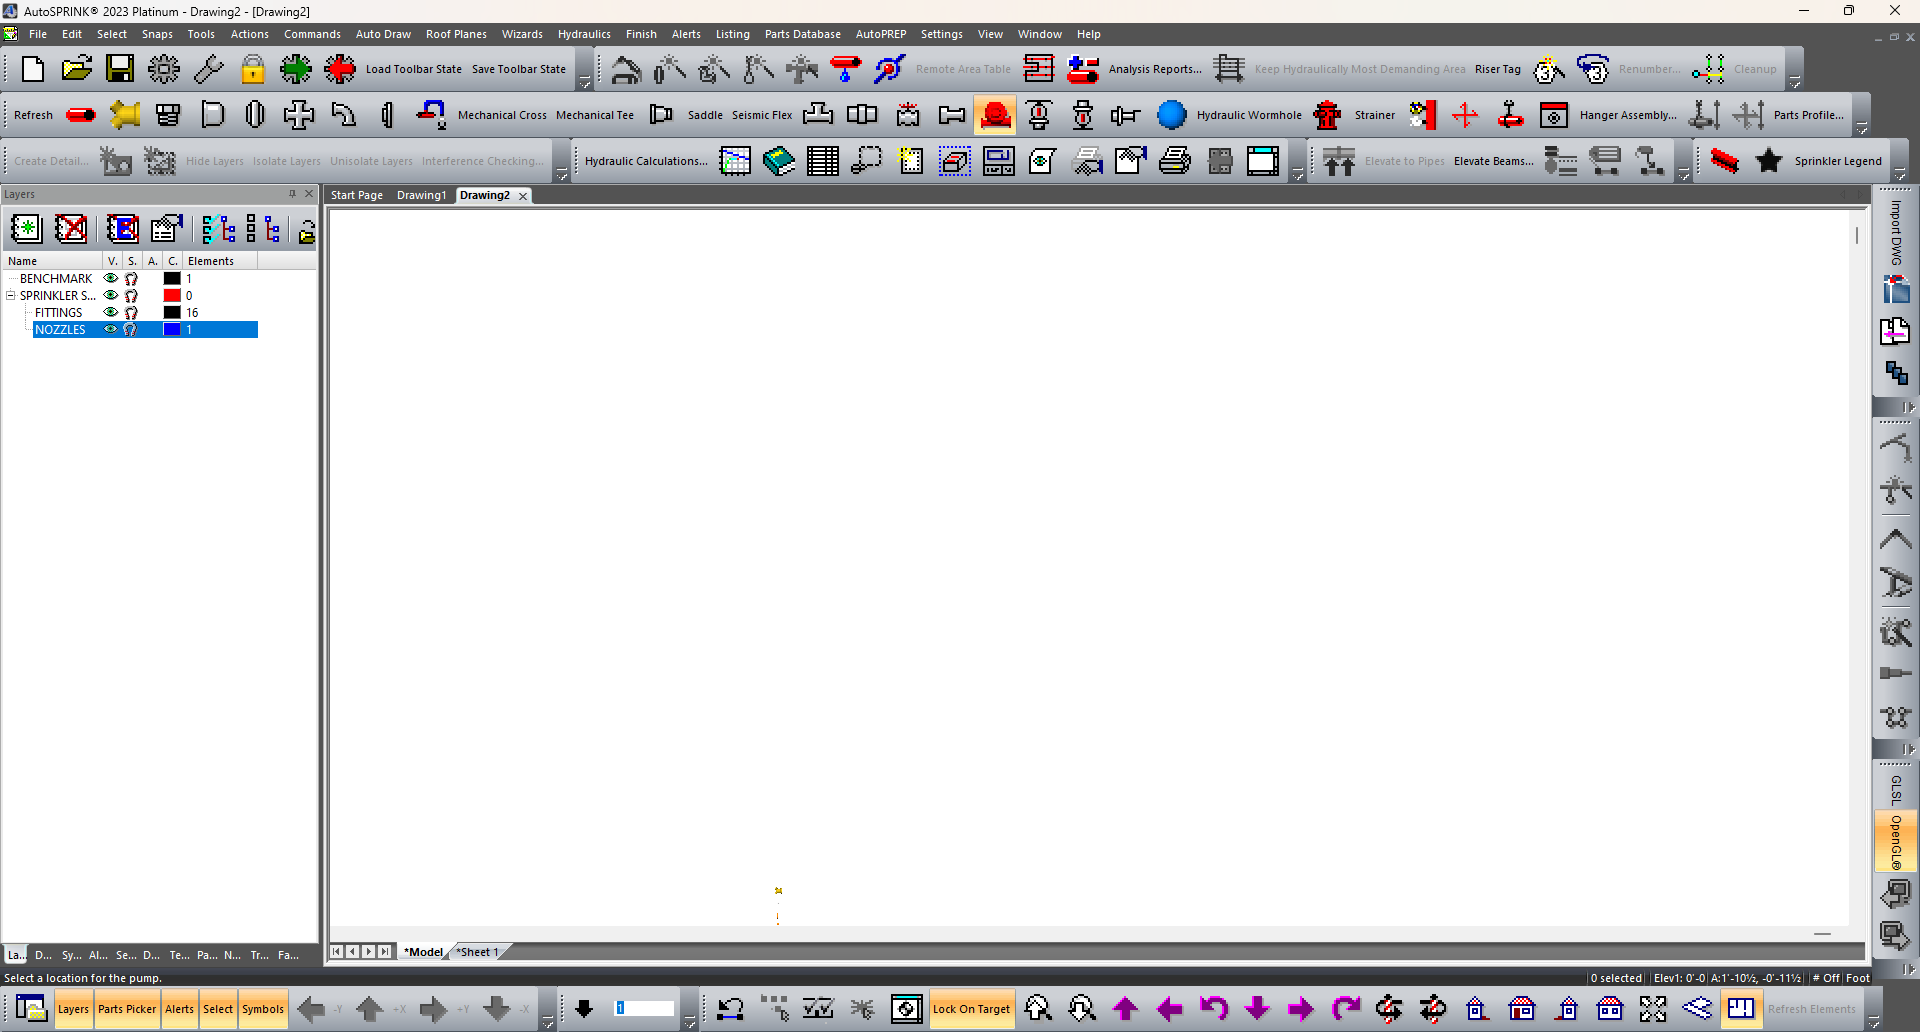 AutoSPRINK® 2023 Platinum - Drawing2 - [Drawing2]
File Edit Select Snaps Tools Actions Commands Auto Draw Roof Planes Wizards Hydraulics Finish Alerts Listing Parts Database AutoPREP Settings View Window Help
Load Toolbar State Save Toolbar State Remote Area Table Analysis Reports... Keep Hydraulically Most Demanding Area Riser Tag Renumber... Cleanup
Refresh Mechanical Cross Mechanical Tee Saddle Seismic Flex Hydraulic Wormhole Strainer Hanger Assembly... Parts Profile...
Create Detail... Hide Layers Isolate Layers Unisolate Layers Interference Checking... Hydraulic Calculations... Elevate to Pipes Elevate Beams... Sprinkler Legend
Layers
Start Page Drawing1 Drawing2
Name V. S. A. C. Elements
BENCHMARK 1
SPRINKLER S... 0
FITTINGS 16
NOZZLES 1
Import DWG
GLSL
OpenGL®
La... D... Sy... Al... Se... D... Te... Pa... N... Tr... Fa...
*Model *Sheet 1
Select a location for the pump.
0 selected Elev1: 0'-0 A:1'-10½, -0'-11½ # Off Foot
Layers Parts Picker Alerts Select Symbols -Y +X +Y -X 1 Lock On Target Refresh Elements